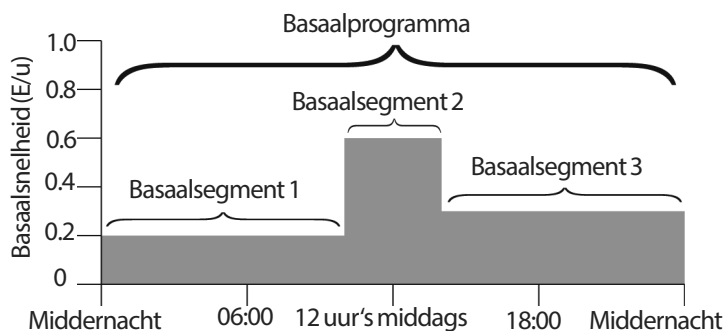 Basaalprogramma
Basaalsnelheid (E/u)
1.0
0.8
0.6
0.4
0.2
0
Basaalsegment 2
Basaalsegment 1
Basaalsegment 3
Middernacht 06:00 12 uur's middags 18:00 Middernacht